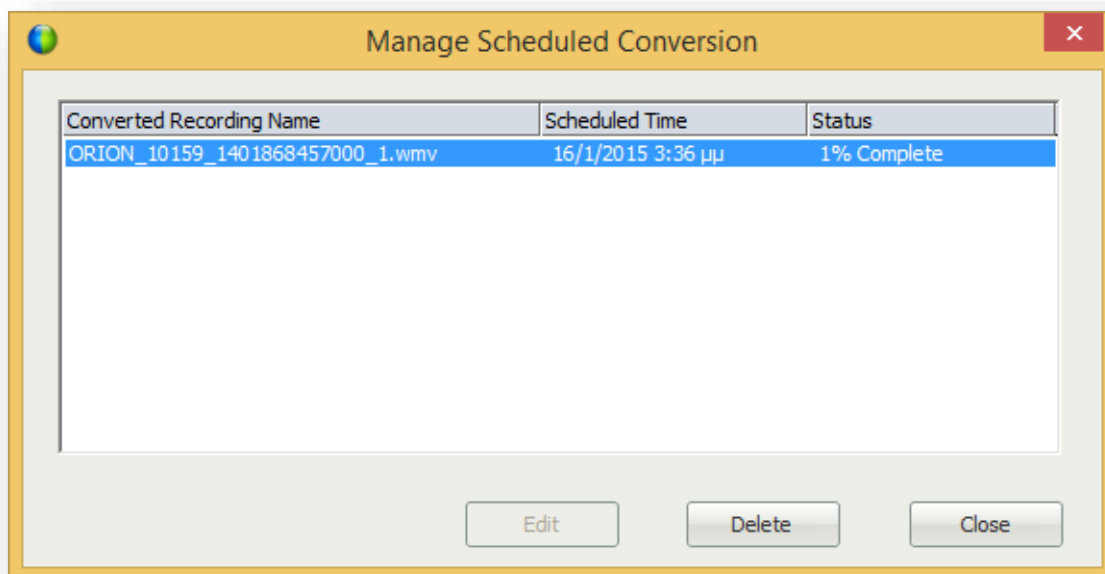 Manage Scheduled Conversion
Converted Recording Name Scheduled Time Status
ORION_10159_1401868457000_1.wmv 16/1/2015 3:36 μμ 1% Complete
Edit Delete Close